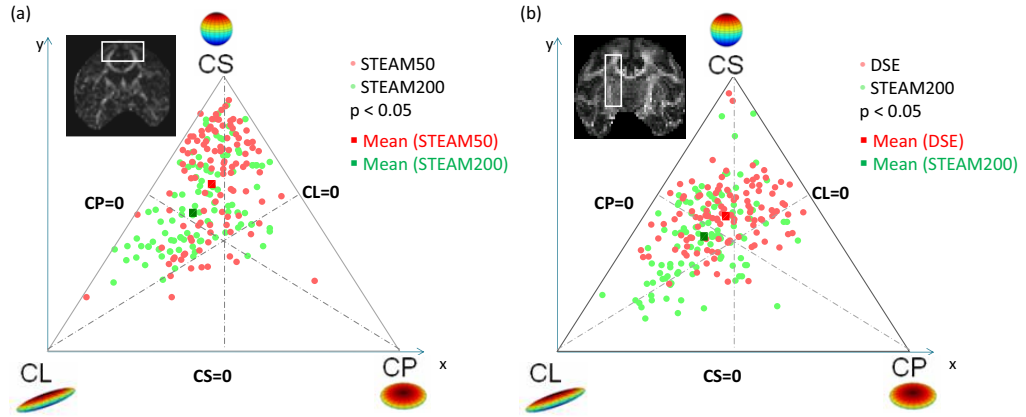 (a)
y
CS
STEAM50
STEAM200
p < 0.05
Mean (STEAM50)
Mean (STEAM200)
CP=0
CL=0
CL
CS=0
CP
x
(b)
y
CS
DSE
STEAM200
p < 0.05
Mean (DSE)
Mean (STEAM200)
CP=0
CL=0
CL
CS=0
CP
x